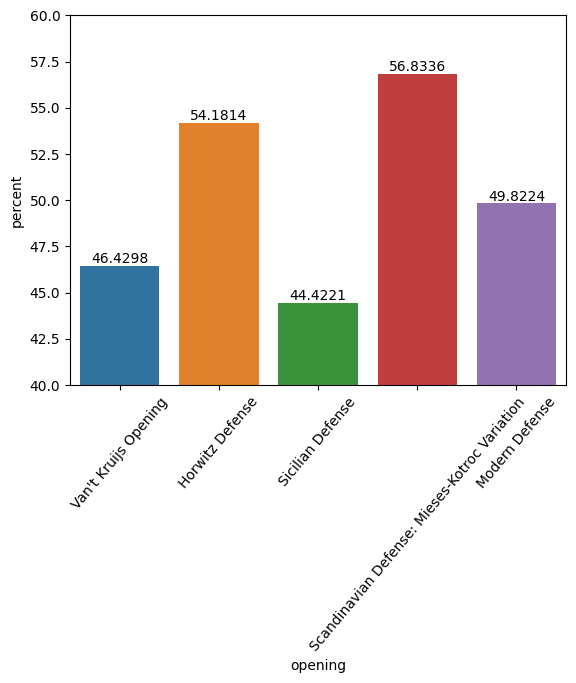 60.0
57.5
55.0
52.5
50.0
47.5
45.0
42.5
40.0
percent
46.4298
54.1814
44.4221
56.8336
49.8224
Van't Kruijs Opening
Horwitz Defense
Sicilian Defense
Scandinavian Defense: Mieses-Kotroc Variation
Modern Defense
opening